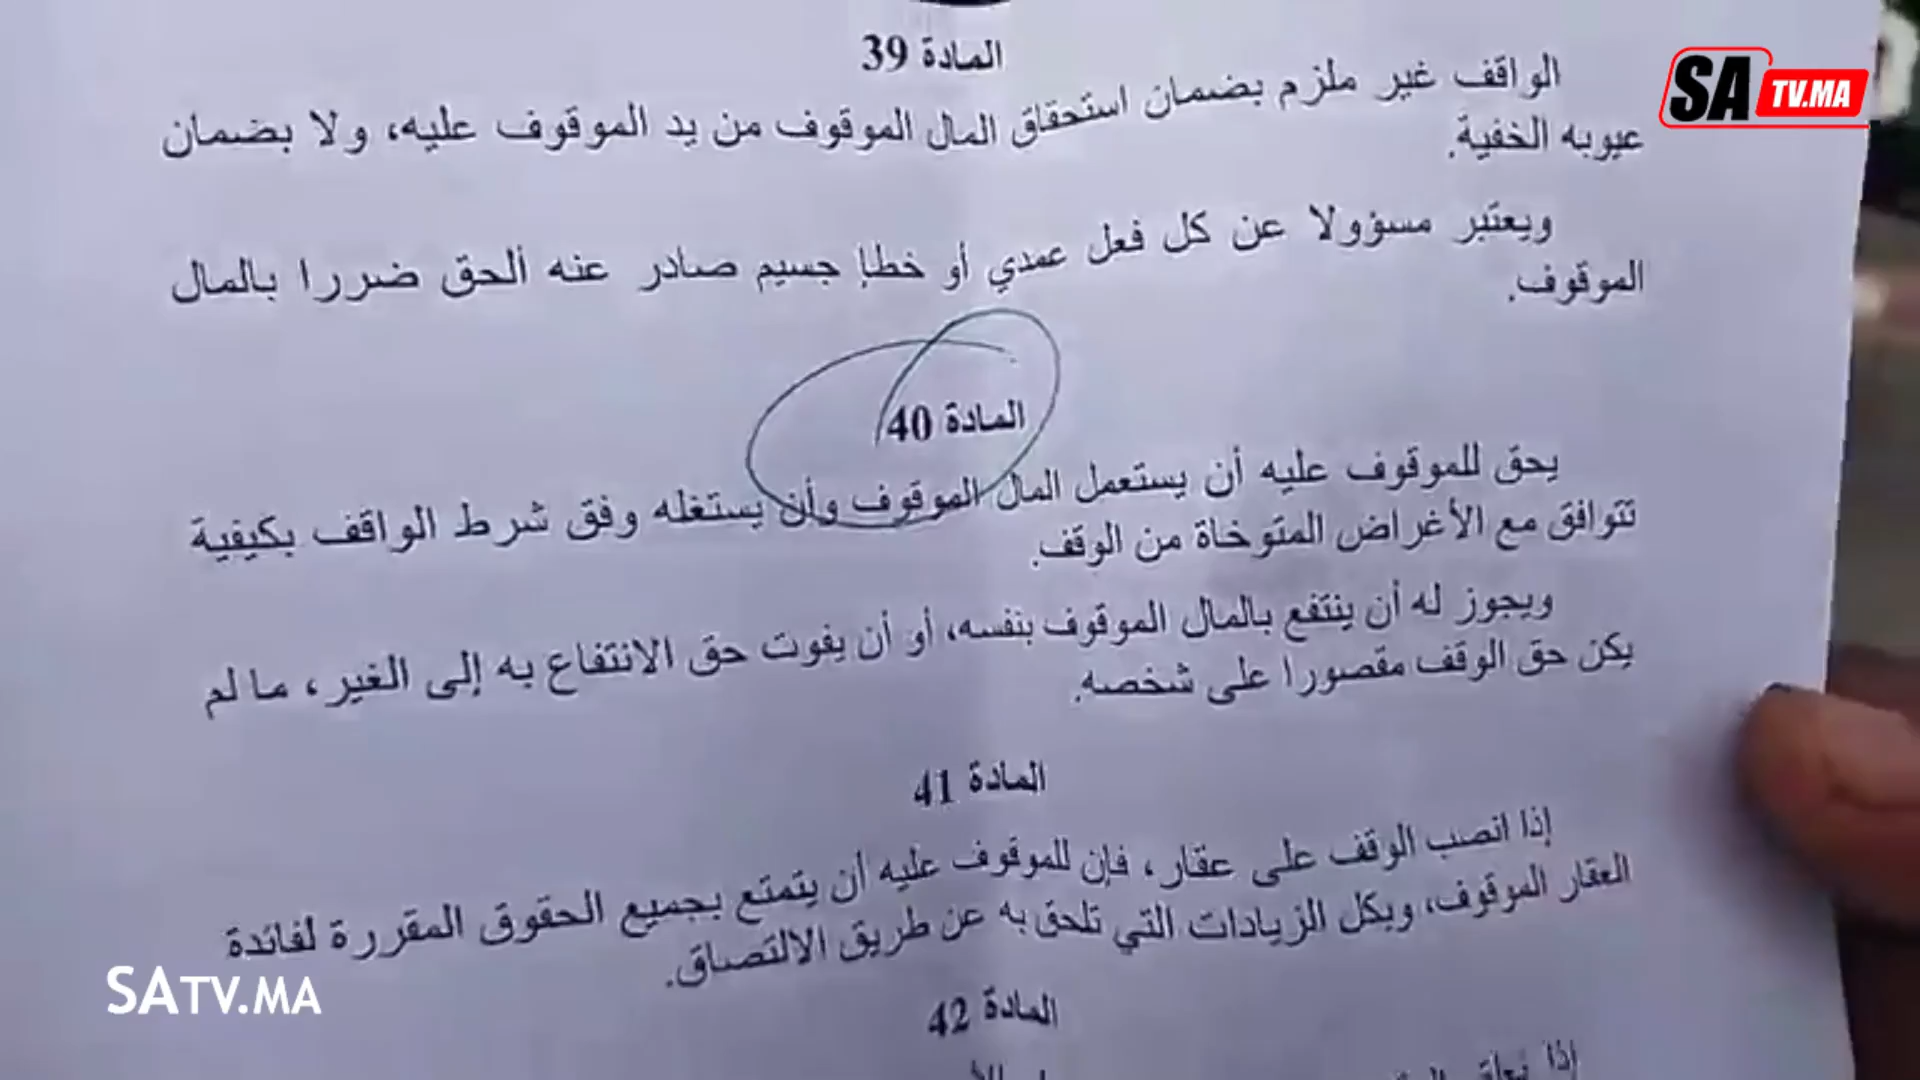 SA TV.MA
المادة 39
الواقف غير ملزم بضمان استحقاق المال الموقوف من يد الموقوف عليه، ولا بضمان
عيوبه الخفية.
ويعتبر مسؤولا عن كل فعل عمدي أو خطإ جسيم صادر عنه ألحق ضررا بالمال
الموقوف.
المادة 40
يحق للموقوف عليه أن يستعمل المال الموقوف وأن يستغله وفق شرط الواقف بكيفية
تتوافق مع الأغراض المتوخاة من الوقف.
ويجوز له أن ينتفع بالمال الموقوف بنفسه، أو أن يفوت حق الانتفاع به إلى الغير، ما لم
يكن حق الوقف مقصورا على شخصه.
المادة 41
إذا انصب الوقف على عقار، فإن للموقوف عليه أن يتمتع بجميع الحقوق المقررة لفائدة
العقار الموقوف، وبكل الزيادات التي تلحق به عن طريق الالتصاق.
المادة 42
إذا
SATV.MA